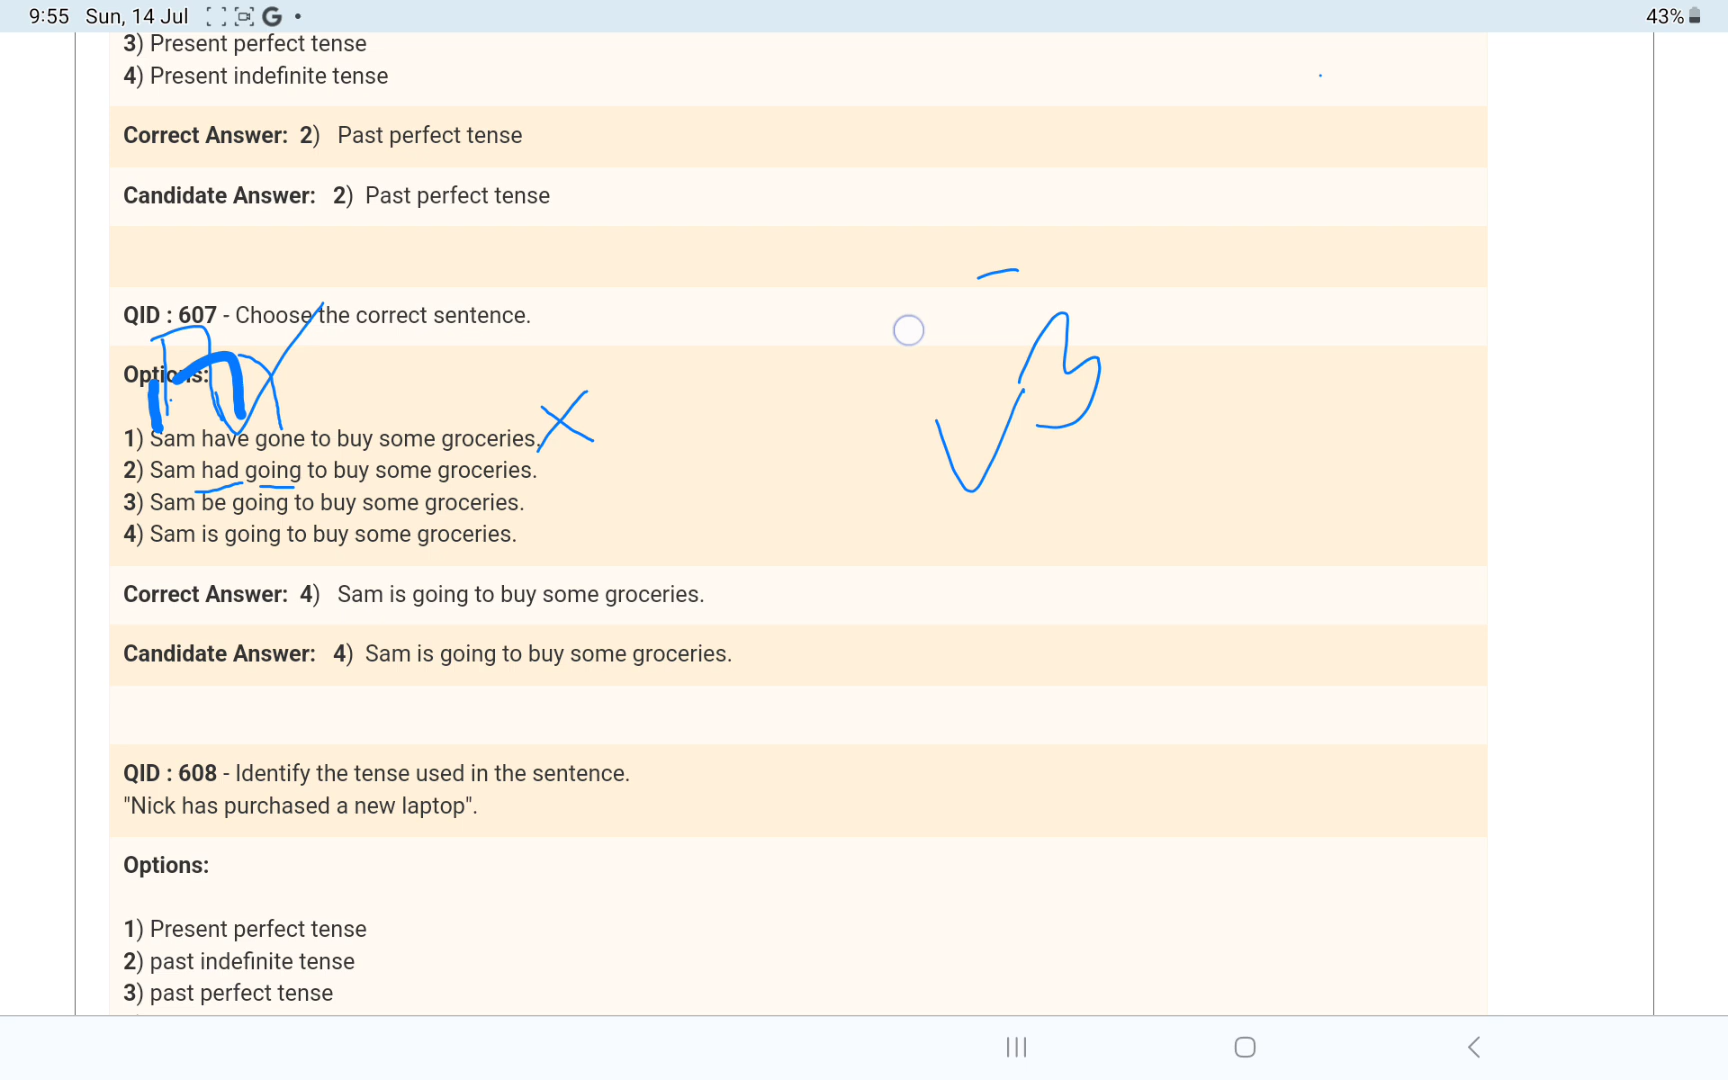 9:55 Sun, 14 Jul G 43%
3) Present perfect tense
4) Present indefinite tense
Correct Answer: 2) Past perfect tense
Candidate Answer: 2) Past perfect tense
QID : 607 - Choose the correct sentence.
Options:
1) Sam have gone to buy some groceries.
2) Sam had going to buy some groceries.
3) Sam be going to buy some groceries.
4) Sam is going to buy some groceries.
Correct Answer: 4) Sam is going to buy some groceries.
Candidate Answer: 4) Sam is going to buy some groceries.
QID : 608 - Identify the tense used in the sentence.
"Nick has purchased a new laptop".
Options:
1) Present perfect tense
2) past indefinite tense
3) past perfect tense